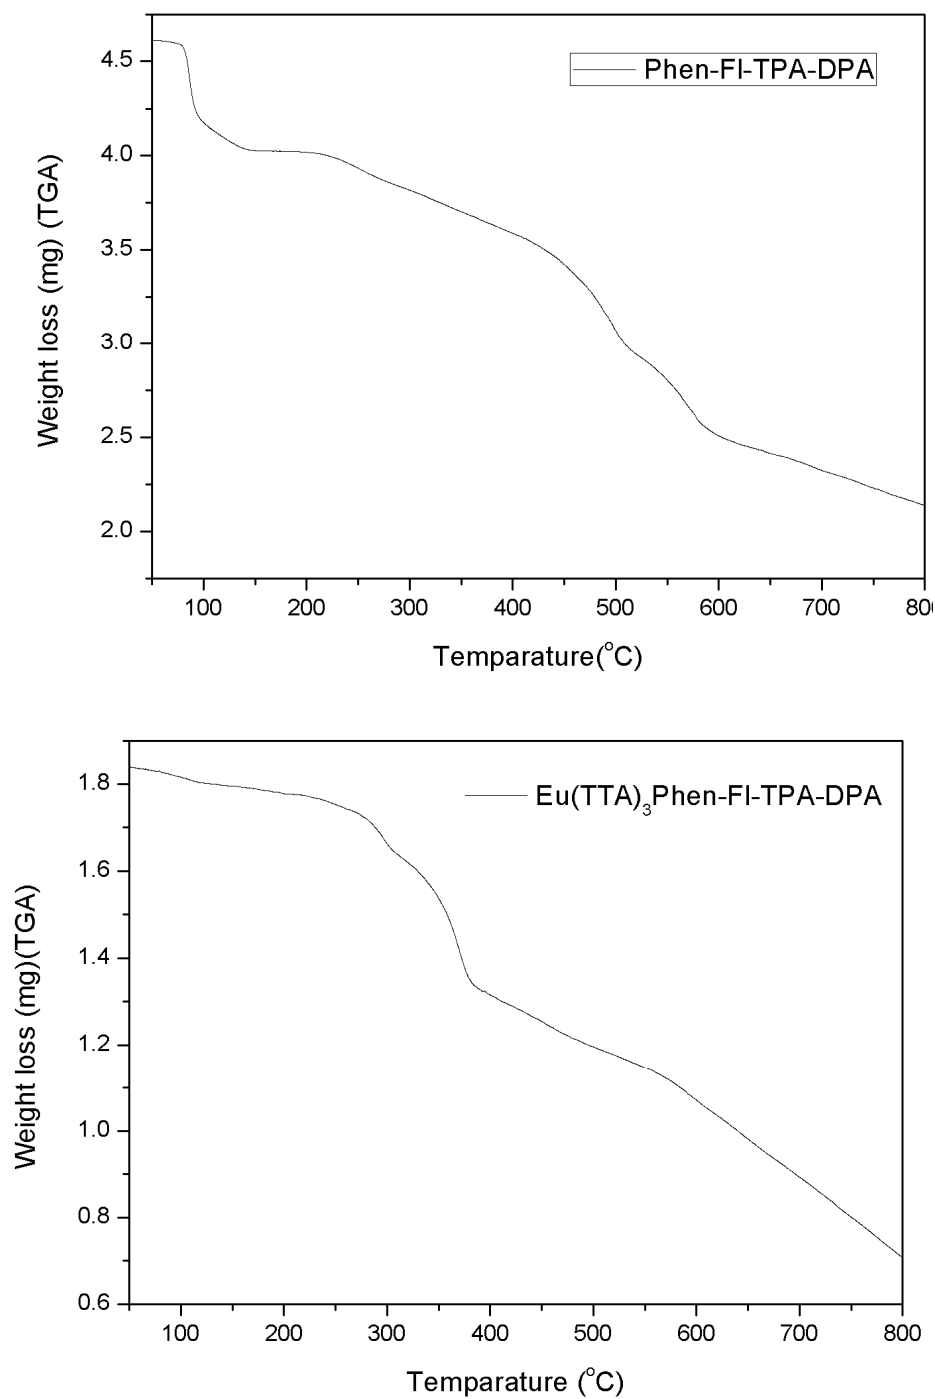 Phen-Fl-TPA-DPA
4.5
4.0
3.5
3.0
2.5
2.0
Weight loss (mg) (TGA)
100 200 300 400 500 600 700 800
Temparature(°C)
Eu(TTA)₃Phen-Fl-TPA-DPA
1.8
1.6
1.4
1.2
1.0
0.8
0.6
Weight loss (mg)(TGA)
100 200 300 400 500 600 700 800
Temparature (°C)